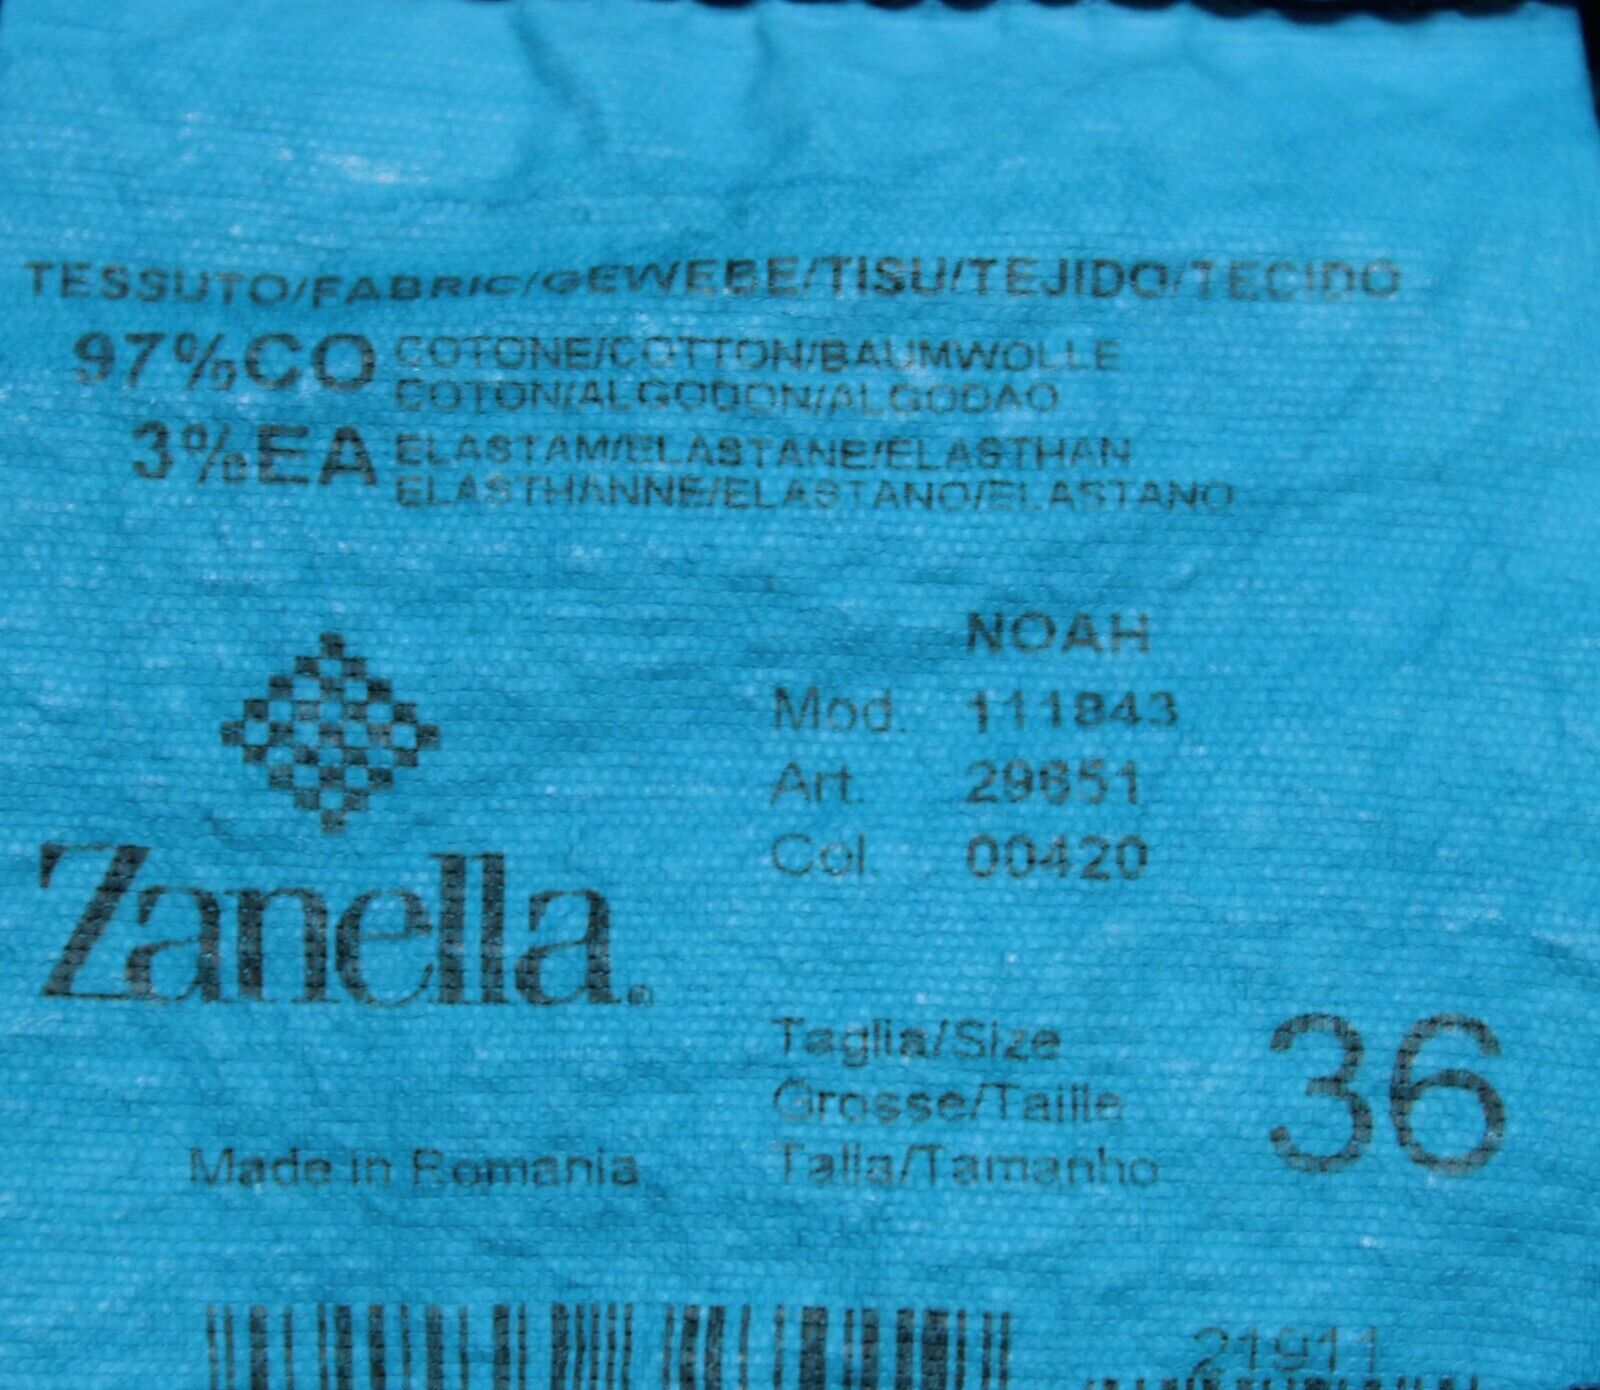 TESSUTO/FABRIC/GEWEBE/TISU/TEJIDO/TECIDO
97%CO COTONE/COTTON/BAUMWOLLE
COTON/ALGODON/ALGODAO
3%EA ELASTAM/ELASTANE/ELASTHAN
ELASTHANNE/ELASTANO/ELASTANO
NOAH
Mod. 111843
Art. 29651
Col. 00420
Zanella®
Taglia/Size
Grosse/Taille
Talla/Tamanho
36
Made in Romania
21911